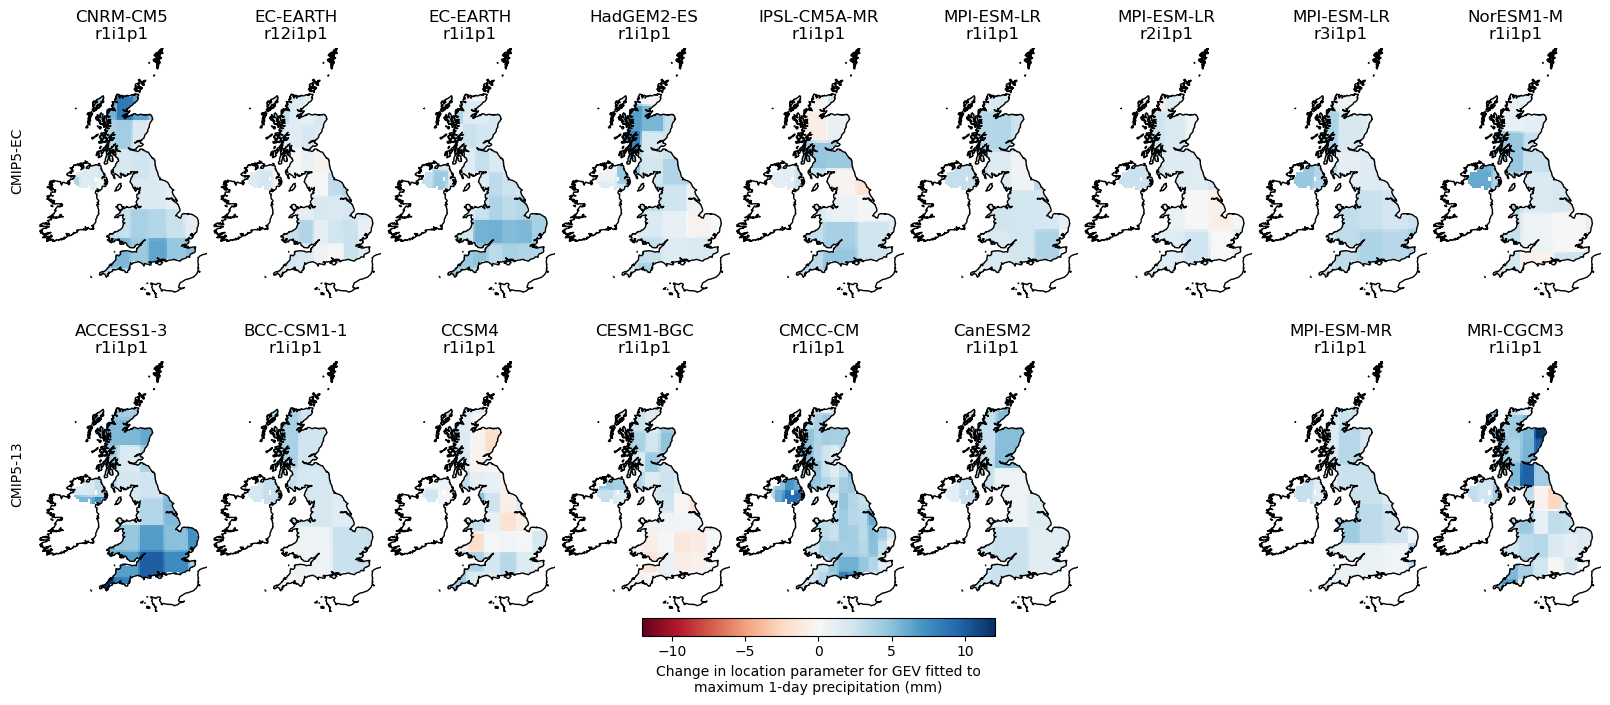 CNRM-CM5
r1i1p1
EC-EARTH
r12i1p1
EC-EARTH
r1i1p1
HadGEM2-ES
r1i1p1
IPSL-CM5A-MR
r1i1p1
MPI-ESM-LR
r1i1p1
MPI-ESM-LR
r2i1p1
MPI-ESM-LR
r3i1p1
NorESM1-M
r1i1p1
CMIP5-EC
ACCESS1-3
r1i1p1
BCC-CSM1-1
r1i1p1
CCSM4
r1i1p1
CESM1-BGC
r1i1p1
CMCC-CM
r1i1p1
CanESM2
r1i1p1
MPI-ESM-MR
r1i1p1
MRI-CGCM3
r1i1p1
CMIP5-13
−10 −5 0 5 10
Change in location parameter for GEV fitted to
maximum 1-day precipitation (mm)